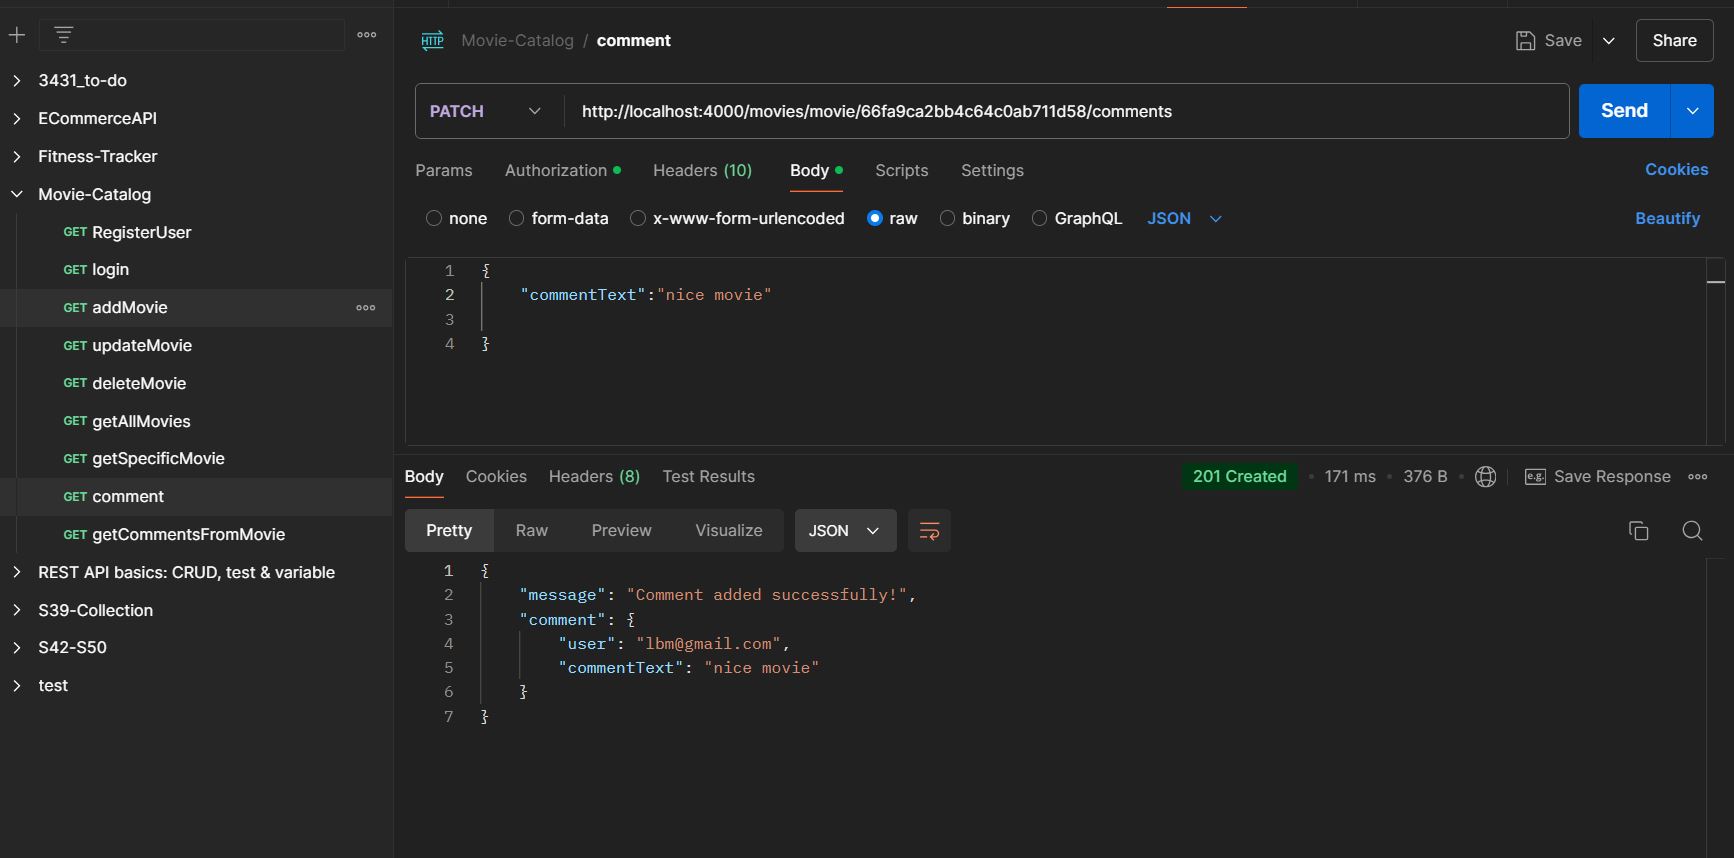 3431_to-do
ECommerceAPI
Fitness-Tracker
Movie-Catalog
GET RegisterUser
GET login
GET addMovie
GET updateMovie
GET deleteMovie
GET getAllMovies
GET getSpecificMovie
GET comment
GET getCommentsFromMovie
REST API basics: CRUD, test & variable
S39-Collection
S42-S50
test
HTTP Movie-Catalog / comment
Save
Share
PATCH http://localhost:4000/movies/movie/66fa9ca2bb4c64c0ab711d58/comments
Send
Params Authorization Headers (10) Body Scripts Settings Cookies
none form-data x-www-form-urlencoded raw binary GraphQL JSON Beautify
1 {
2 "commentText":"nice movie"
3
4 }
Body Cookies Headers (8) Test Results 201 Created • 171 ms • 376 B • e.g. Save Response
Pretty Raw Preview Visualize JSON
1 {
2 "message": "Comment added successfully!",
3 "comment": {
4 "user": "lbm@gmail.com",
5 "commentText": "nice movie"
6 }
7 }